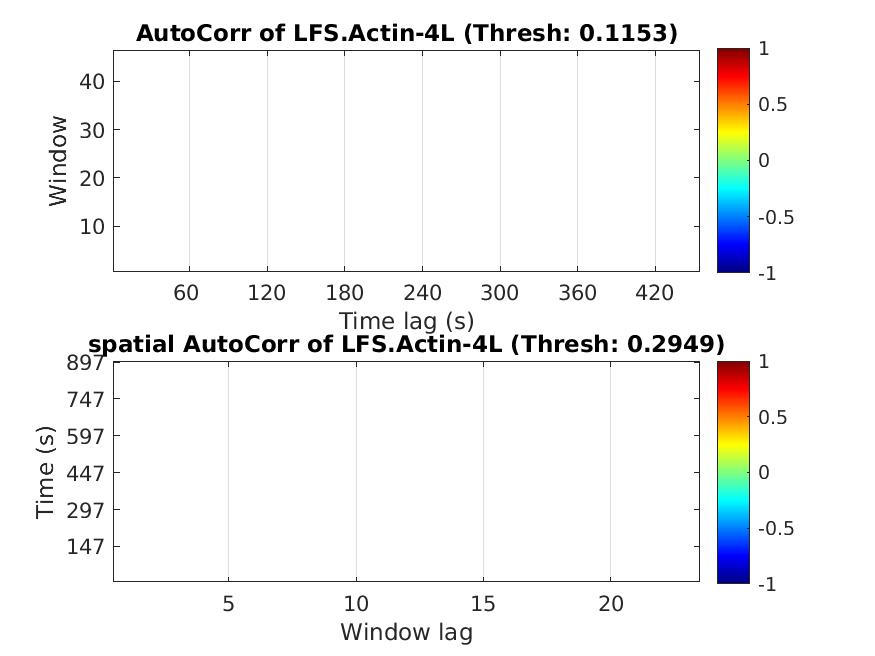 AutoCorr of LFS.Actin-4L (Thresh: 0.1153)
Window
40
30
20
10
60 120 180 240 300 360 420
Time lag (s)
1
0.5
0
-0.5
-1
spatial AutoCorr of LFS.Actin-4L (Thresh: 0.2949)
Time (s)
897
747
597
447
297
147
5 10 15 20
Window lag
1
0.5
0
-0.5
-1